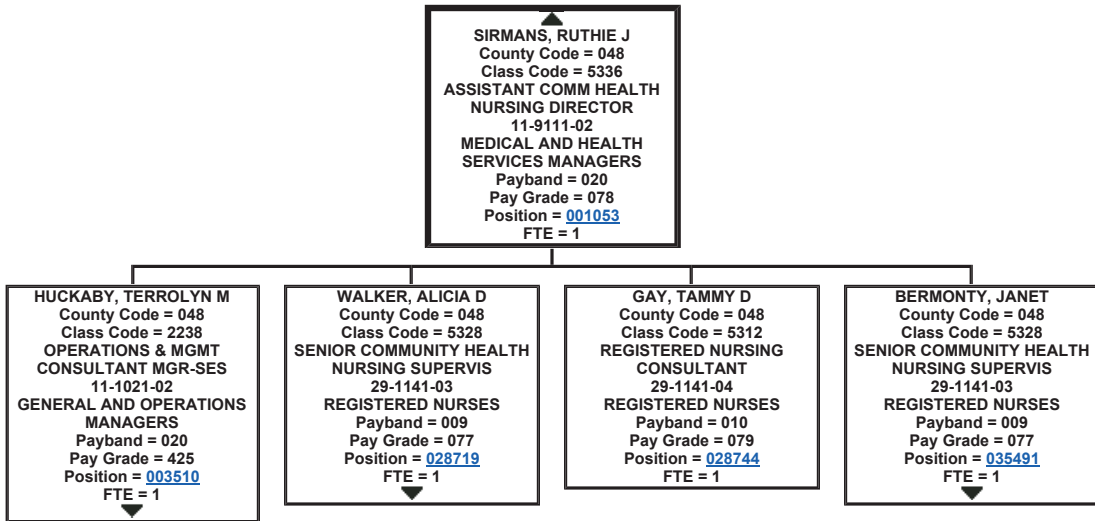 SIRMANS, RUTHIE J
County Code = 048
Class Code = 5336
ASSISTANT COMM HEALTH
NURSING DIRECTOR
11-9111-02
MEDICAL AND HEALTH
SERVICES MANAGERS
Payband = 020
Pay Grade = 078
Position = 001053
FTE = 1
HUCKABY, TERROLYN M
County Code = 048
Class Code = 2238
OPERATIONS & MGMT
CONSULTANT MGR-SES
11-1021-02
GENERAL AND OPERATIONS
MANAGERS
Payband = 020
Pay Grade = 425
Position = 003510
FTE = 1
WALKER, ALICIA D
County Code = 048
Class Code = 5328
SENIOR COMMUNITY HEALTH
NURSING SUPERVIS
29-1141-03
REGISTERED NURSES
Payband = 009
Pay Grade = 077
Position = 028719
FTE = 1
GAY, TAMMY D
County Code = 048
Class Code = 5312
REGISTERED NURSING
CONSULTANT
29-1141-04
REGISTERED NURSES
Payband = 010
Pay Grade = 079
Position = 028744
FTE = 1
BERMONTY, JANET
County Code = 048
Class Code = 5328
SENIOR COMMUNITY HEALTH
NURSING SUPERVIS
29-1141-03
REGISTERED NURSES
Payband = 009
Pay Grade = 077
Position = 035491
FTE = 1